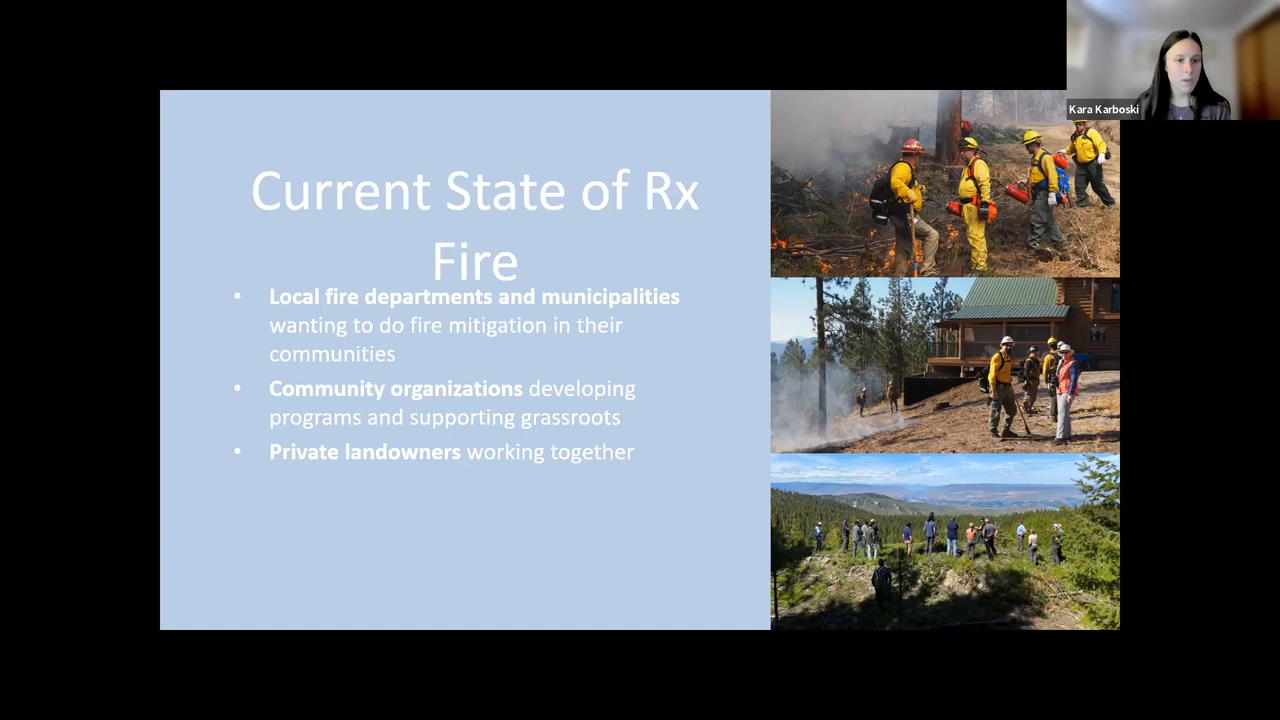 Kara Karboski
Current State of Rx
Fire
• Local fire departments and municipalities
wanting to do fire mitigation in their
communities
• Community organizations developing
programs and supporting grassroots
• Private landowners working together